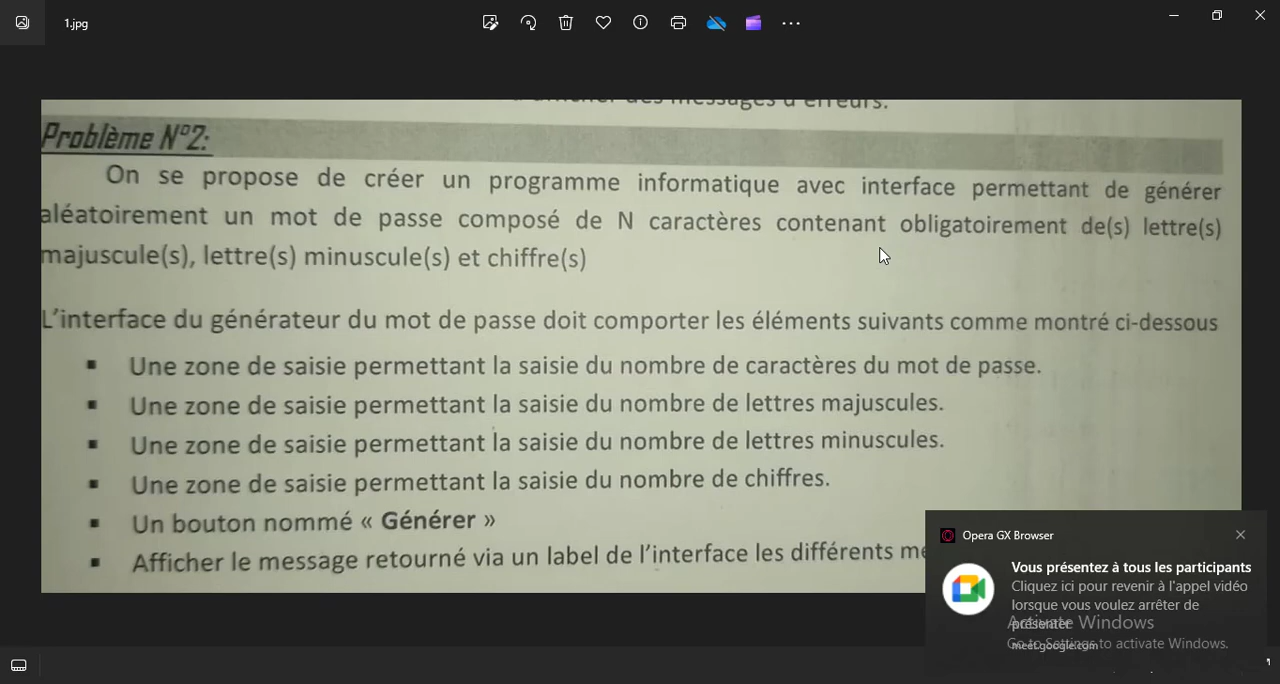 1.jpg
Problème N°2:
On se propose de créer un programme informatique avec interface permettant de générer
aléatoirement un mot de passe composé de N caractères contenant obligatoirement de(s) lettre(s)
majuscule(s), lettre(s) minuscule(s) et chiffre(s)
L'interface du générateur du mot de passe doit comporter les éléments suivants comme montré ci-dessous
▪ Une zone de saisie permettant la saisie du nombre de caractères du mot de passe.
▪ Une zone de saisie permettant la saisie du nombre de lettres majuscules.
▪ Une zone de saisie permettant la saisie du nombre de lettres minuscules.
▪ Une zone de saisie permettant la saisie du nombre de chiffres.
▪ Un bouton nommé « Générer »
▪ Afficher le message retourné via un label de l'interface les différents
Opera GX Browser
Vous présentez à tous les participants
Cliquez ici pour revenir à l'appel vidéo
lorsque vous voulez arrêter de
présenter
Activate Windows
Go to Settings to activate Windows.
meet.google.com